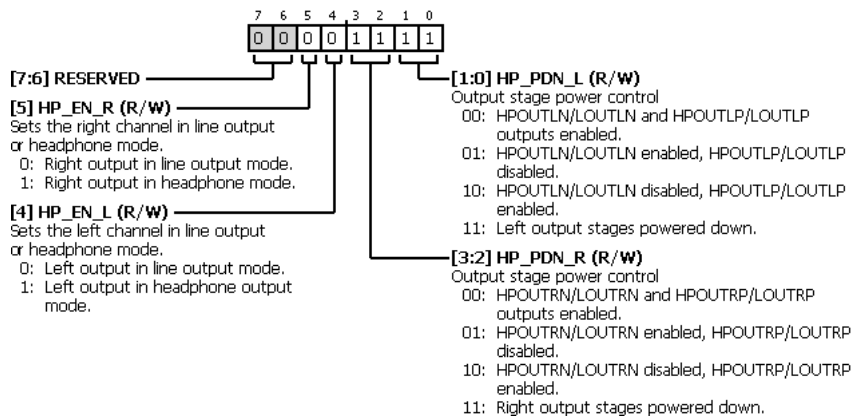 7 6 5 4 3 2 1 0
0 0 0 0 1 1 1 1
[7:6] RESERVED
[5] HP_EN_R (R/W)
Sets the right channel in line output
or headphone mode.
0: Right output in line output mode.
1: Right output in headphone mode.
[4] HP_EN_L (R/W)
Sets the left channel in line output
or headphone mode.
0: Left output in line output mode.
1: Left output in headphone output
mode.
[1:0] HP_PDN_L (R/W)
Output stage power control
00: HPOUTLN/LOUTLN and HPOUTLP/LOUTLP
outputs enabled.
01: HPOUTLN/LOUTLN enabled, HPOUTLP/LOUTLP
disabled.
10: HPOUTLN/LOUTLN disabled, HPOUTLP/LOUTLP
enabled.
11: Left output stages powered down.
[3:2] HP_PDN_R (R/W)
Output stage power control
00: HPOUTRN/LOUTRN and HPOUTRP/LOUTRP
outputs enabled.
01: HPOUTRN/LOUTRN enabled, HPOUTRP/LOUTRP
disabled.
10: HPOUTRN/LOUTRN disabled, HPOUTRP/LOUTRP
enabled.
11: Right output stages powered down.